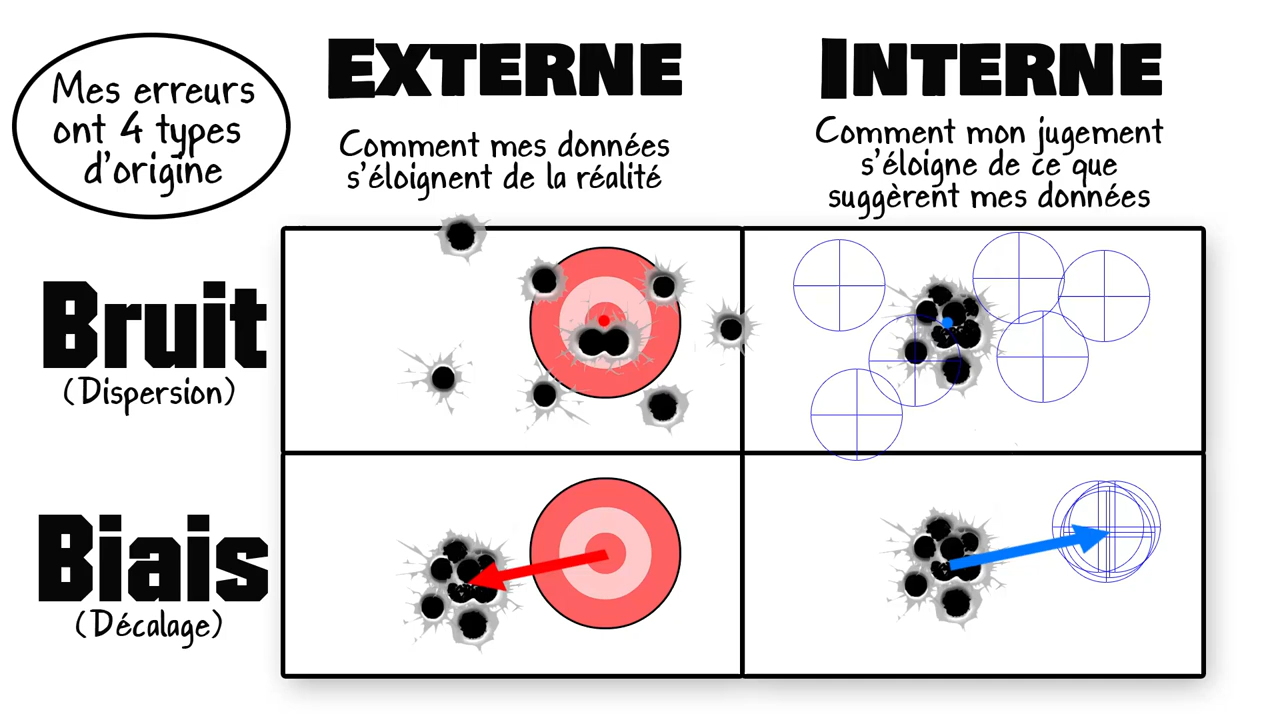 Mes erreurs
ont 4 types
d'origine
EXTERNE
Comment mes données
s'éloignent de la réalité
INTERNE
Comment mon jugement
s'éloigne de ce que
suggèrent mes données
Bruit
(Dispersion)
Biais
(Décalage)